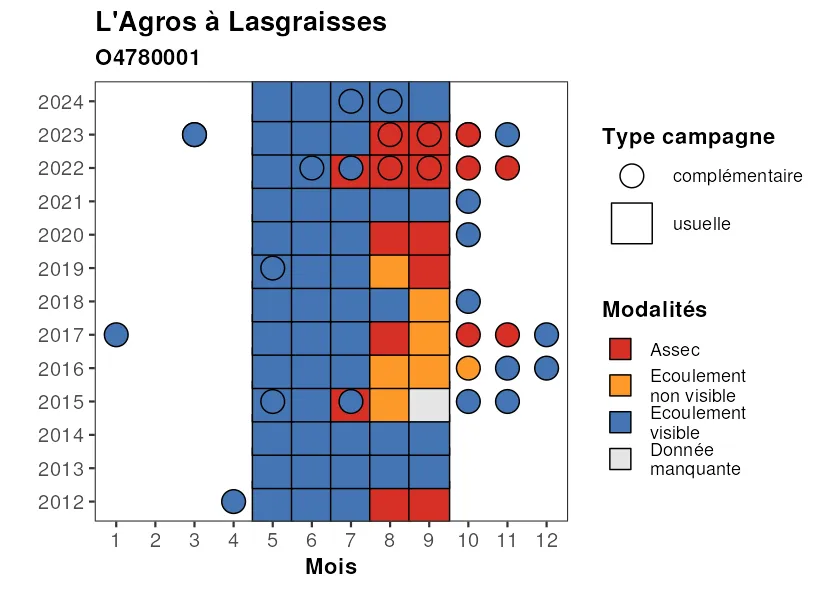 L'Agros à Lasgraisses
O4780001
2024
2023
2022
2021
2020
2019
2018
2017
2016
2015
2014
2013
2012
1 2 3 4 5 6 7 8 9 10 11 12
Mois
Type campagne
complémentaire
usuelle
Modalités
Assec
Ecoulement
non visible
Ecoulement
visible
Donnée
manquante